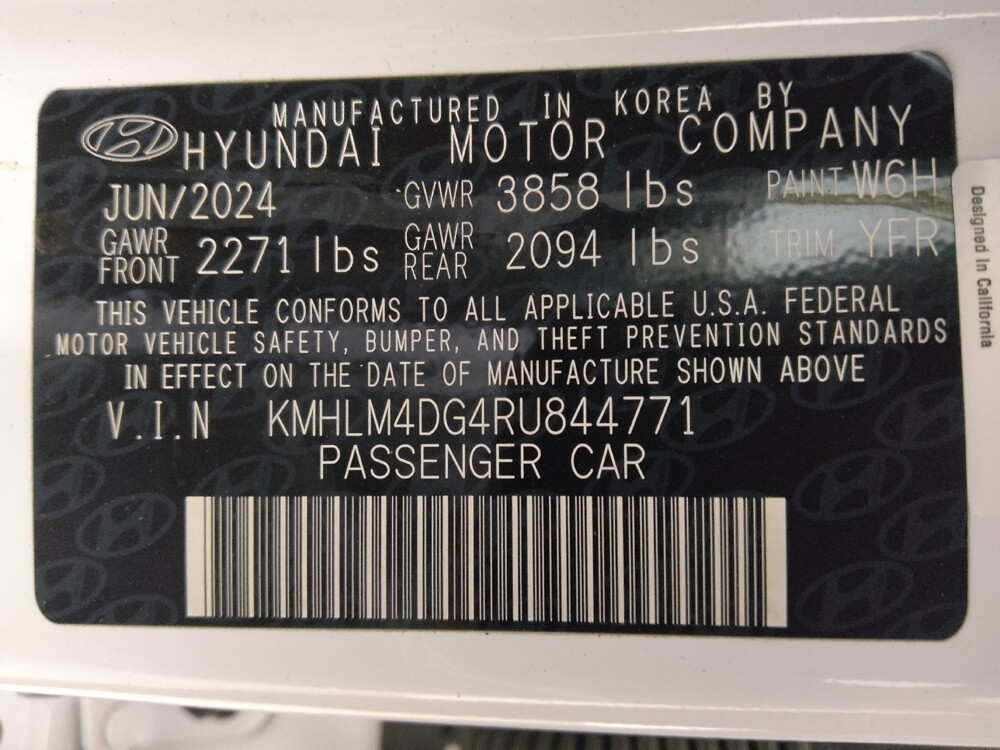 MANUFACTURED IN KOREA BY
HYUNDAI MOTOR COMPANY
JUN/2024 GVWR 3858 lbs PAINT W6H
GAWR FRONT 2271 lbs GAWR REAR 2094 lbs TRIM YFR
THIS VEHICLE CONFORMS TO ALL APPLICABLE U.S.A. FEDERAL
MOTOR VEHICLE SAFETY, BUMPER, AND THEFT PREVENTION STANDARDS
IN EFFECT ON THE DATE OF MANUFACTURE SHOWN ABOVE
V.I.N KMHLM4DG4RU844771
PASSENGER CAR
Designed In California